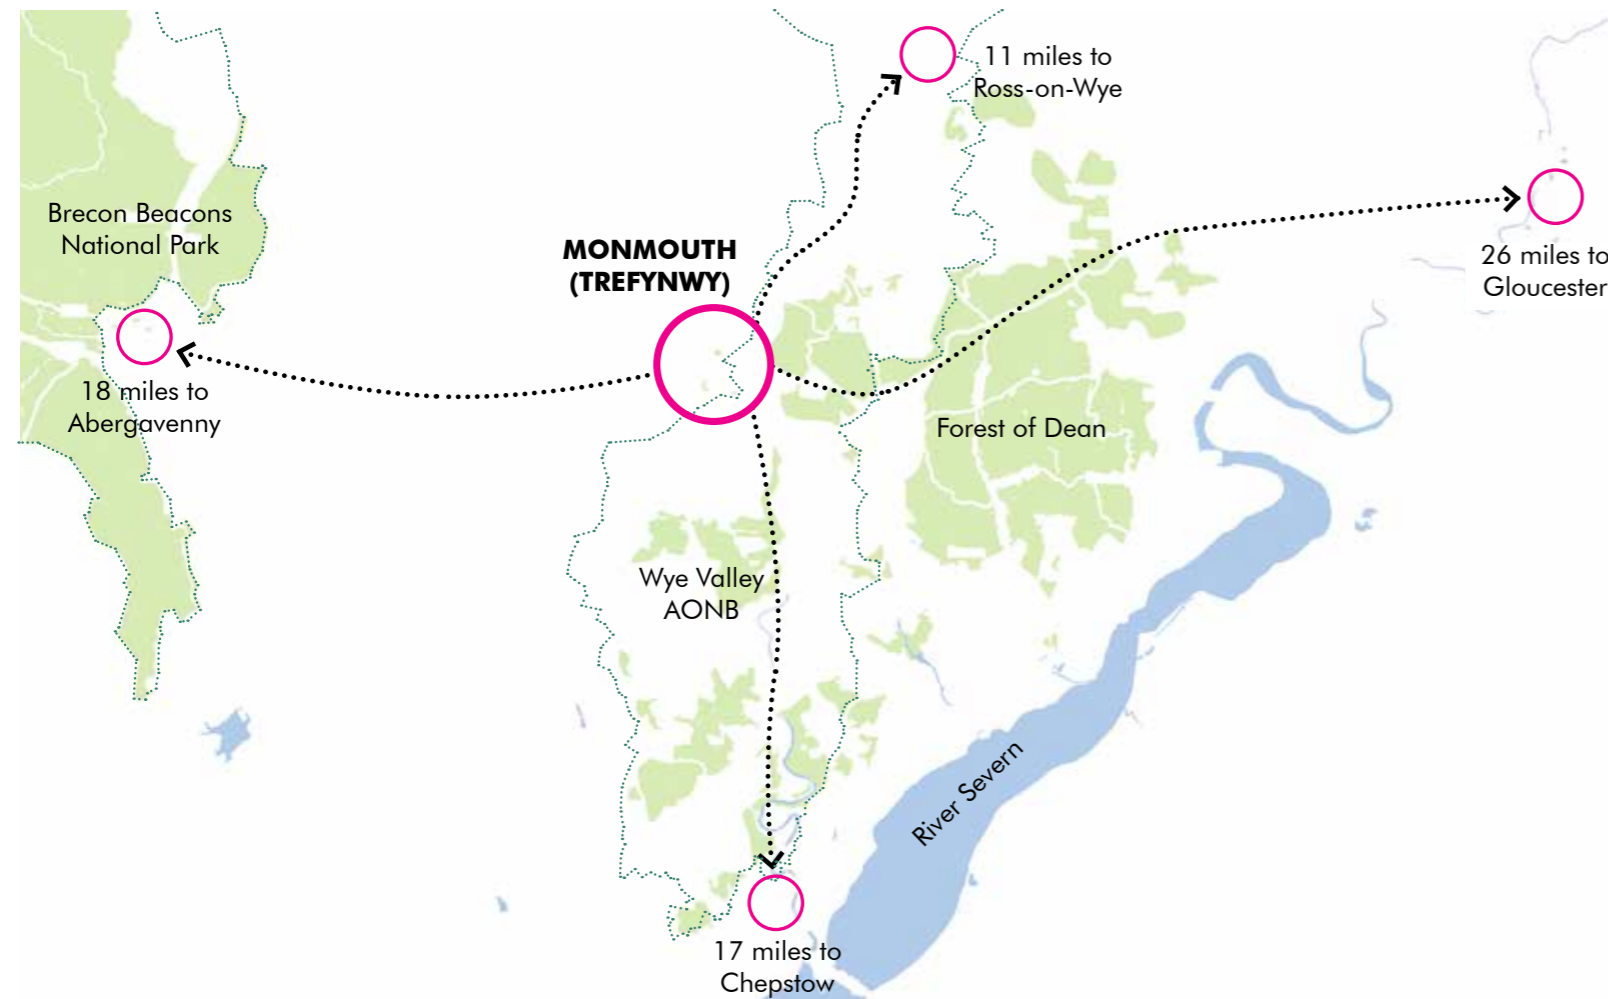 11 miles to
Ross-on-Wye
Brecon Beacons
National Park
MONMOUTH
(TREFYNWY)
26 miles to
Gloucester
18 miles to
Abergavenny
Forest of Dean
Wye Valley
AONB
River Severn
17 miles to
Chepstow